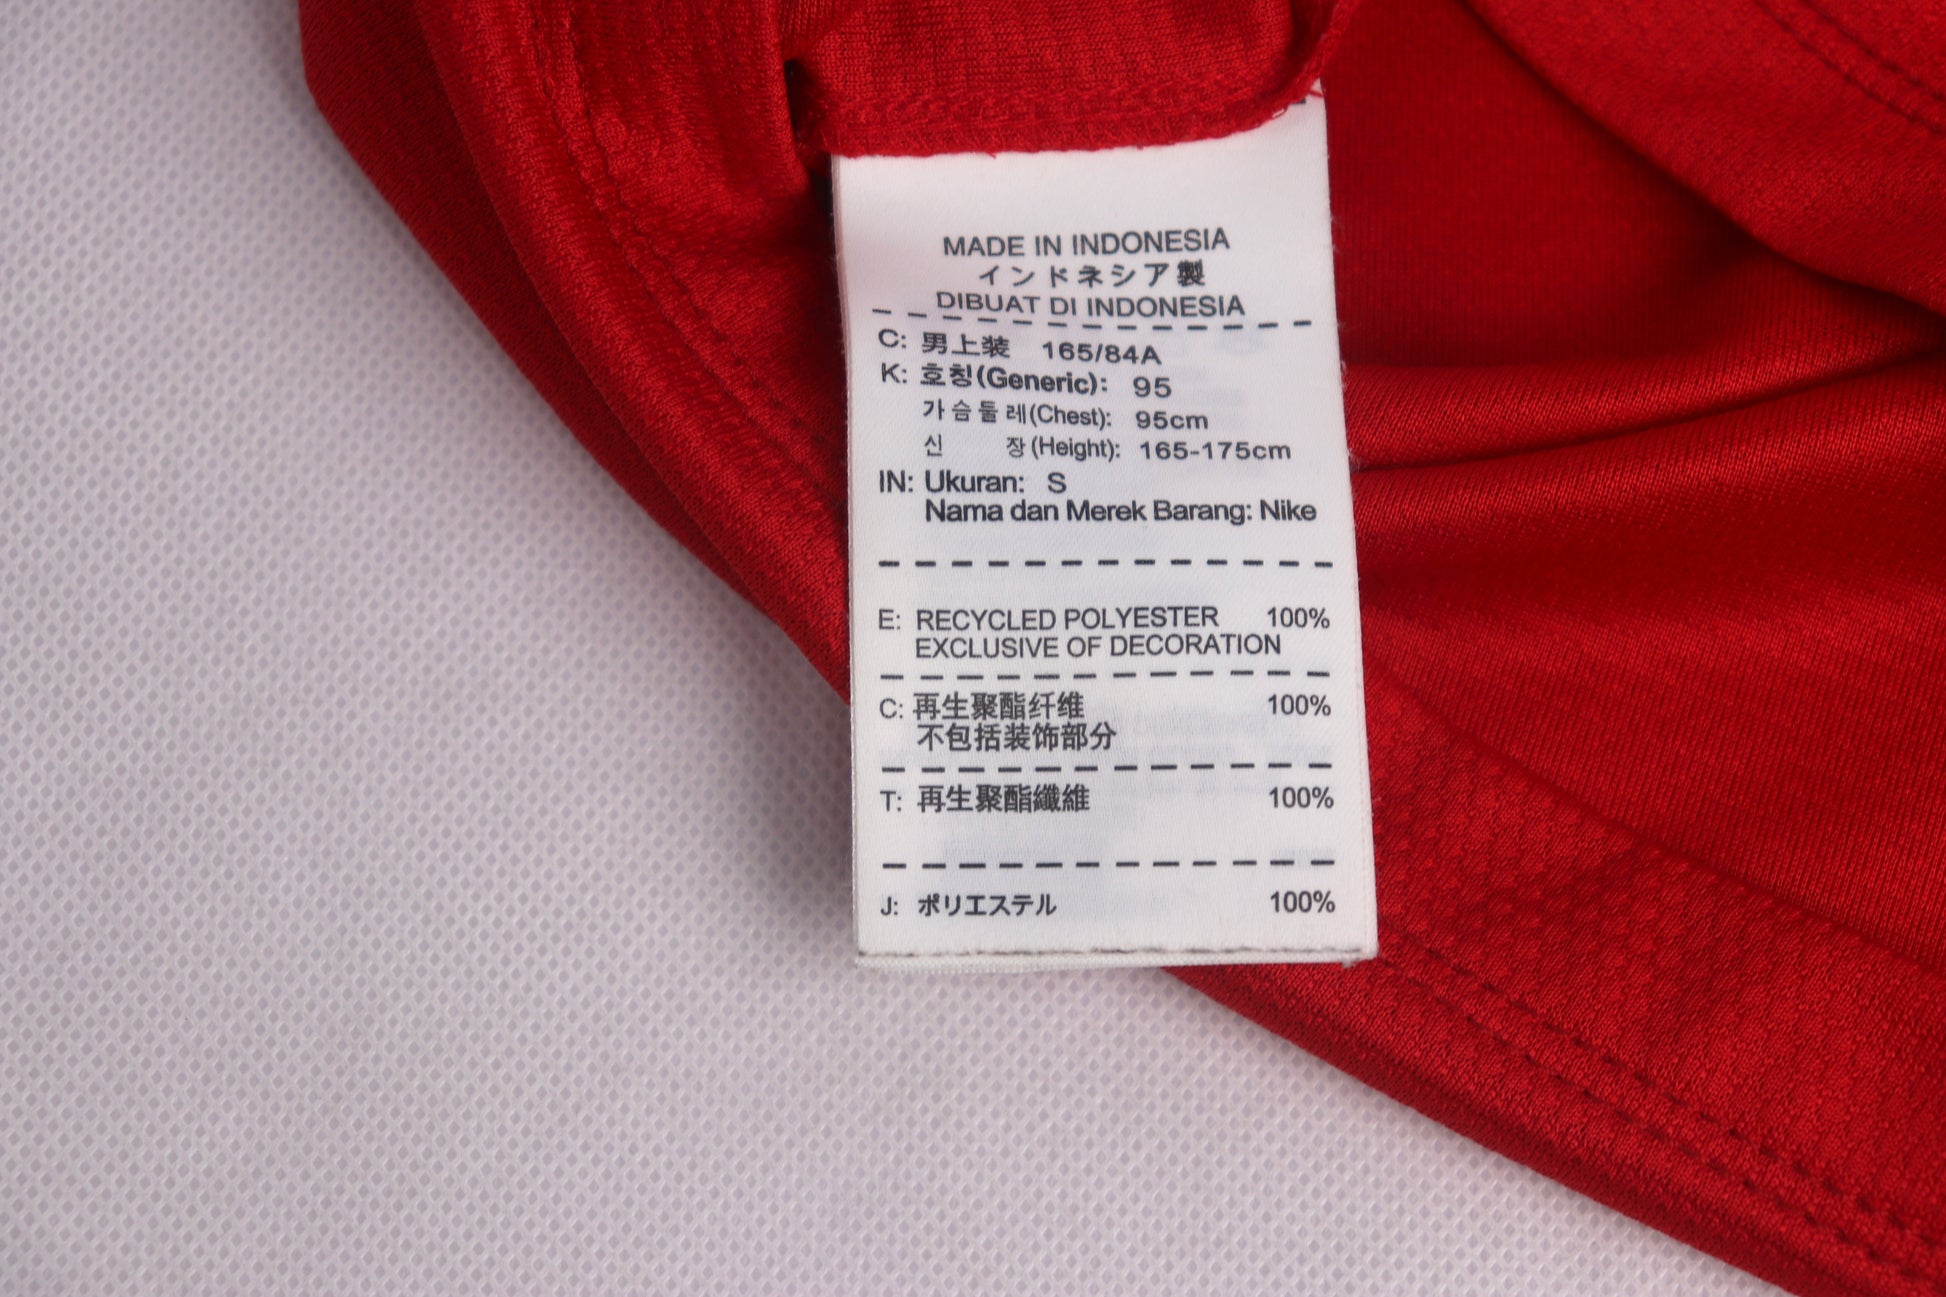 MADE IN INDONESIA
インドネシア製
DIBUAT DI INDONESIA
C: 男上装 165/84A
K: 호칭(Generic): 95
가슴둘레(Chest): 95cm
신 장(Height): 165-175cm
IN: Ukuran: S
Nama dan Merek Barang: Nike
E: RECYCLED POLYESTER 100%
EXCLUSIVE OF DECORATION
C: 再生聚酯纤维 100%
不包括装饰部分
T: 再生聚酯纖維 100%
J: ポリエステル 100%